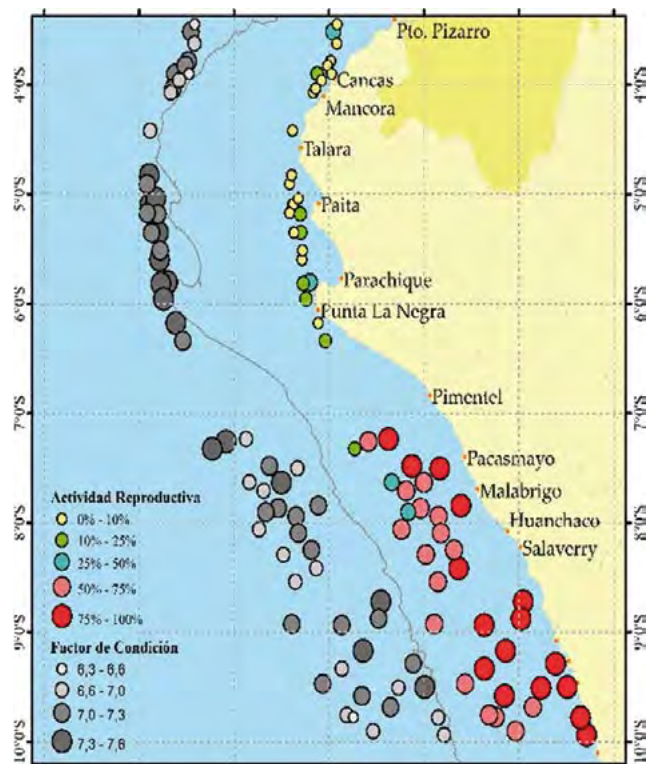 Pto. Pizarro
4°0'S
Cancas
Mancora
Talara
5°0'S
Paita
Parachique
6°0'S
Punta La Negra
Pimentel
7°0'S
Pacasmayo
Malabrigo
Huanchaco
8°0'S
Salaverry
9°0'S
10°0'S
Actividad Reproductiva
0% - 10%
10% - 25%
25% - 50%
50% - 75%
75% - 100%
Factor de Condición
6,3 - 6,6
6,6 - 7,0
7,0 - 7,3
7,3 - 7,6